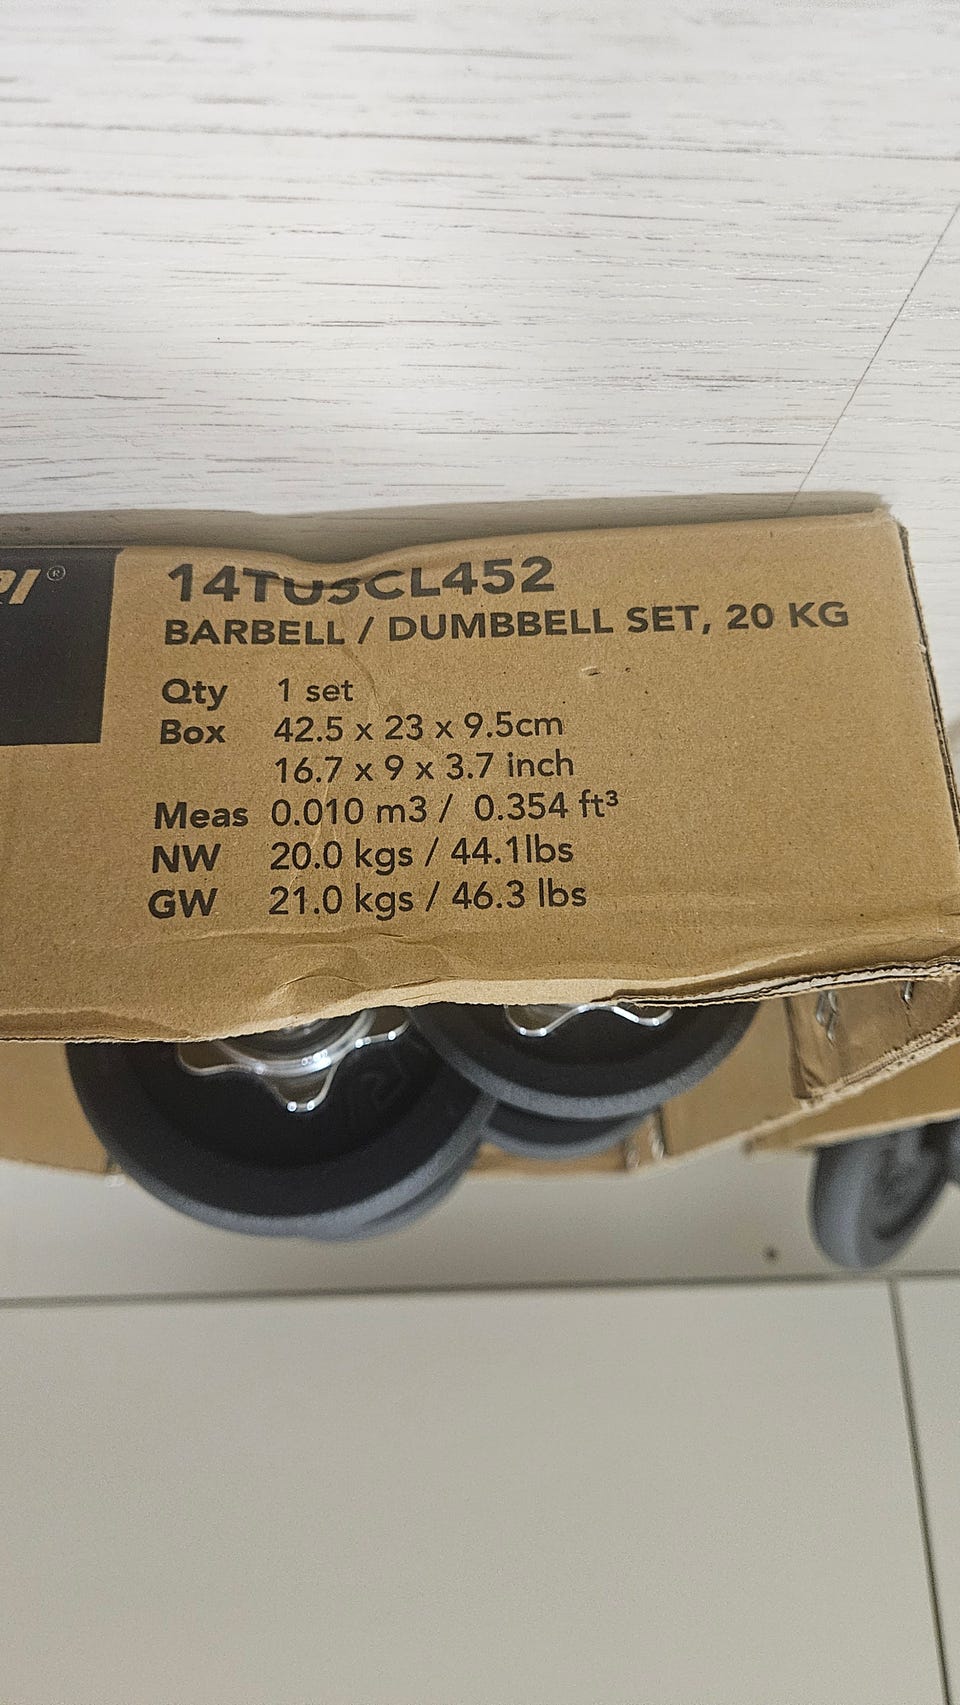 ®
14TUSCL452
BARBELL / DUMBBELL SET, 20 KG
Qty 1 set
Box 42.5 x 23 x 9.5cm
16.7 x 9 x 3.7 inch
Meas 0.010 m3 / 0.354 ft³
NW 20.0 kgs / 44.1lbs
GW 21.0 kgs / 46.3 lbs